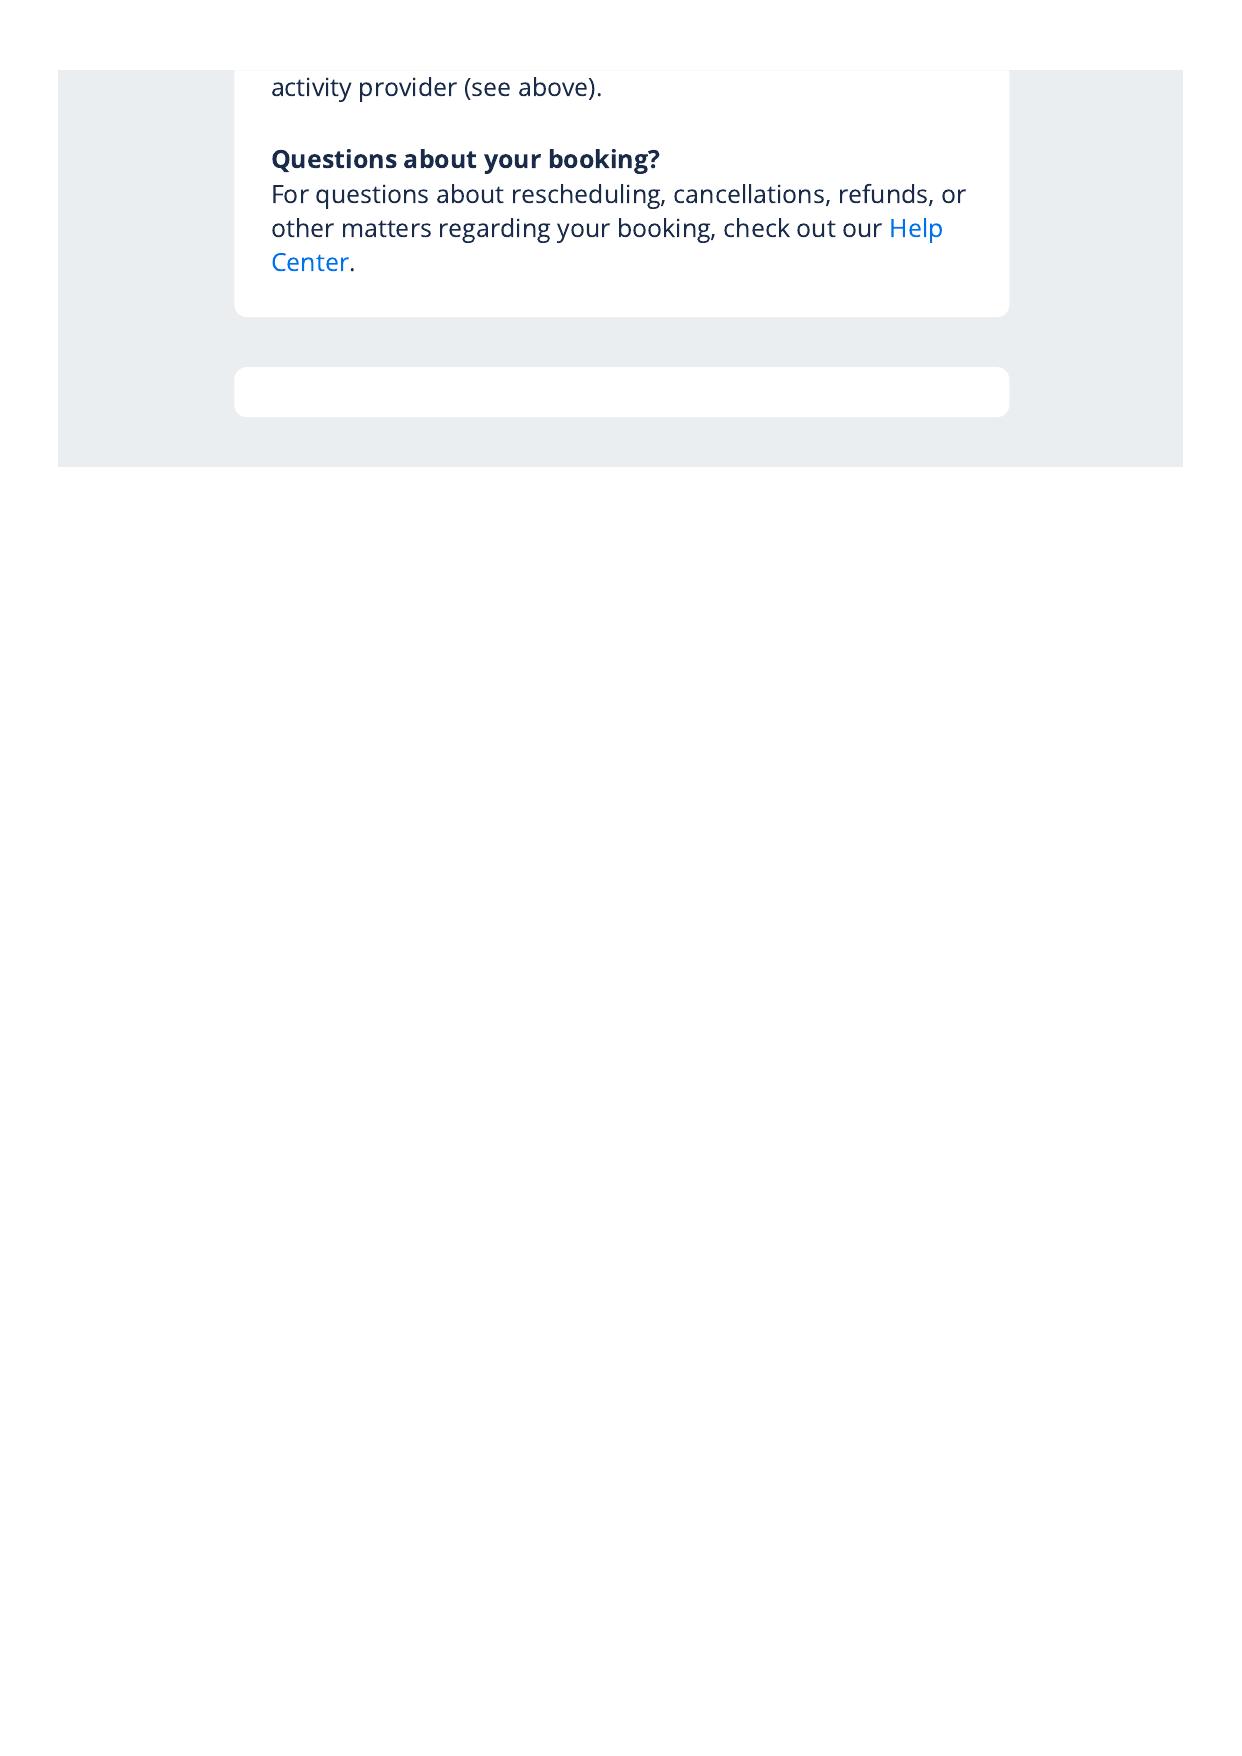 activity provider (see above).
Questions about your booking?
For questions about rescheduling, cancellations, refunds, or
other matters regarding your booking, check out our Help
Center.